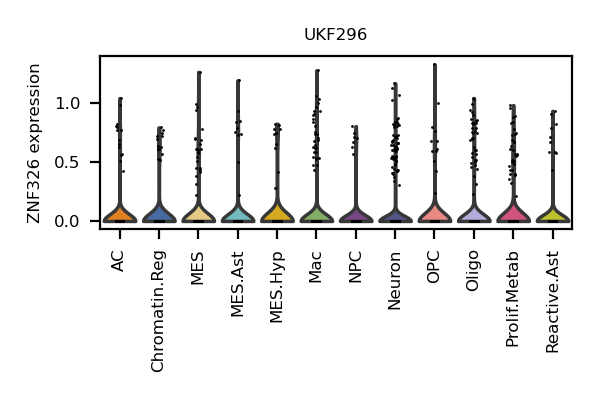 UKF296
ZNF326 expression
1.0
0.5
0.0
AC
Chromatin.Reg
MES
MES.Ast
MES.Hyp
Mac
NPC
Neuron
OPC
Oligo
Prolif.Metab
Reactive.Ast